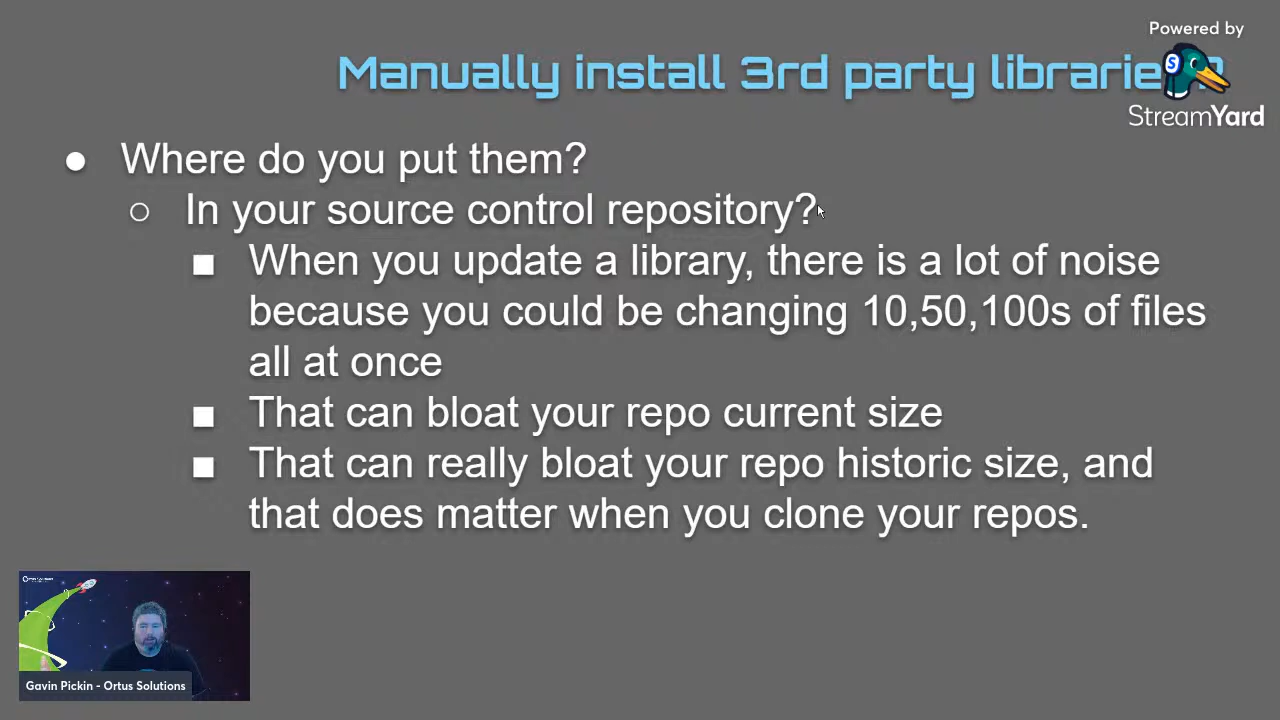 Powered by
Manually install 3rd party librarie
StreamYard
Where do you put them?
In your source control repository?
When you update a library, there is a lot of noise
because you could be changing 10,50,100s of files
all at once
That can bloat your repo current size
That can really bloat your repo historic size, and
that does matter when you clone your repos.
Gavin Pickin - Ortus Solutions